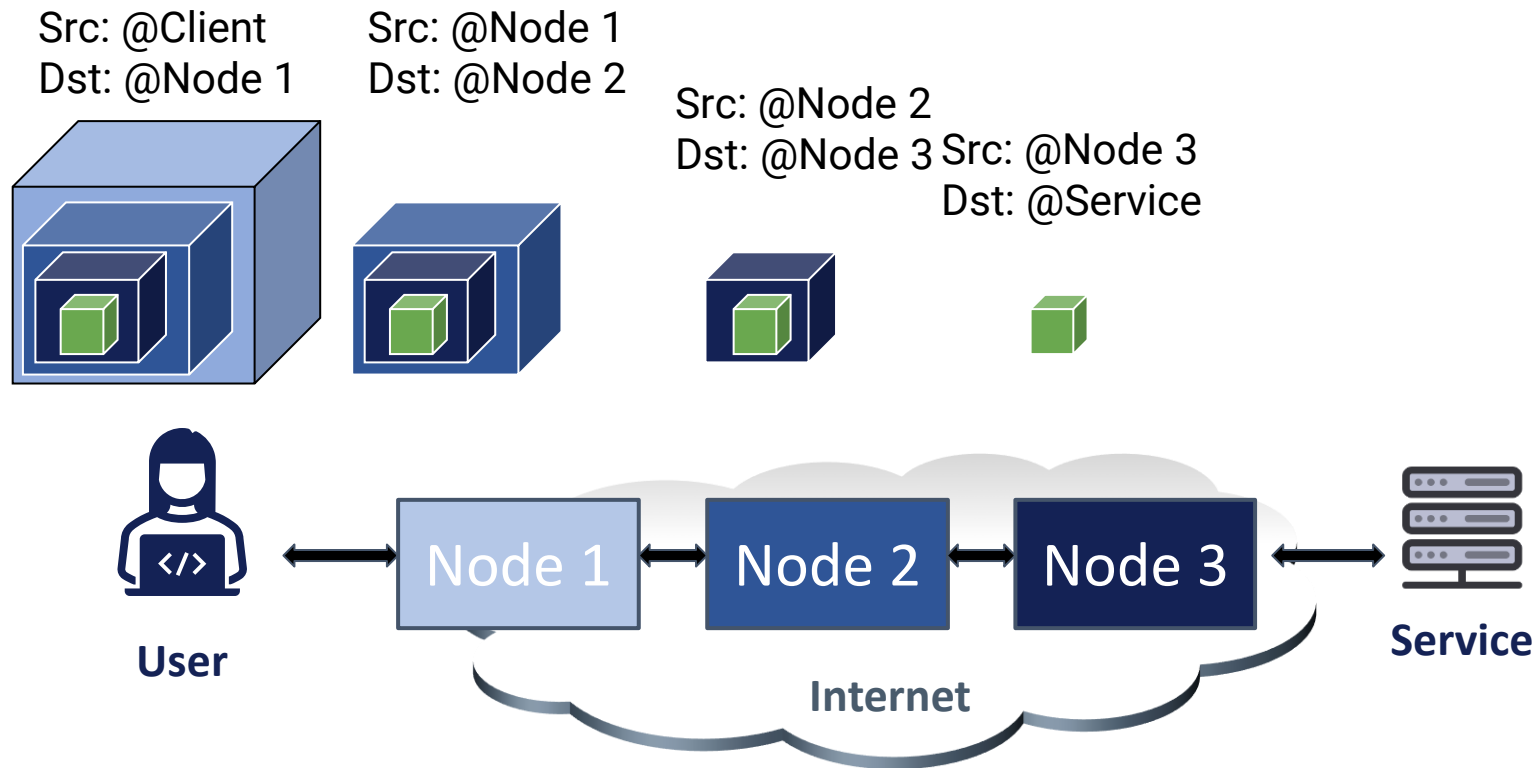 Src: @Client
Dst: @Node 1
Src: @Node 1
Dst: @Node 2
Src: @Node 2
Dst: @Node 3
Src: @Node 3
Dst: @Service
</>
Node 1
Node 2
Node 3
User
Service
Internet